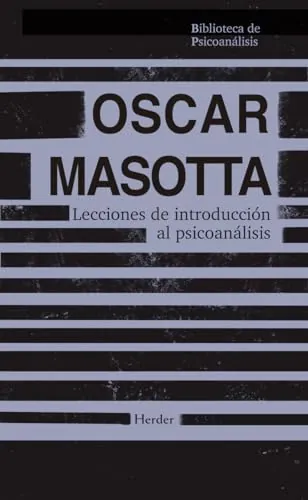 Biblioteca de
Psicoanálisis
OSCAR
MASOTTA
Lecciones de introducción
al psicoanálisis
Herder